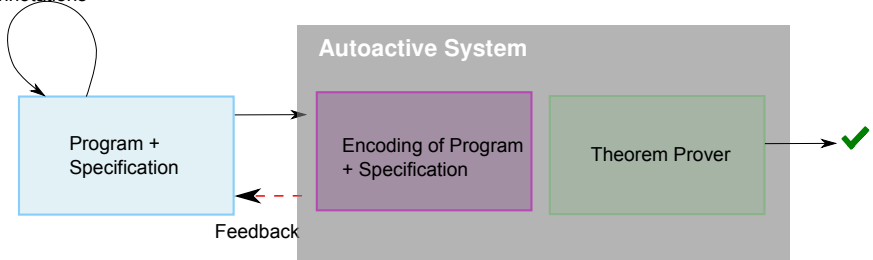 Autoactive System
Program +
Specification
Encoding of Program
+ Specification
Theorem Prover
Feedback